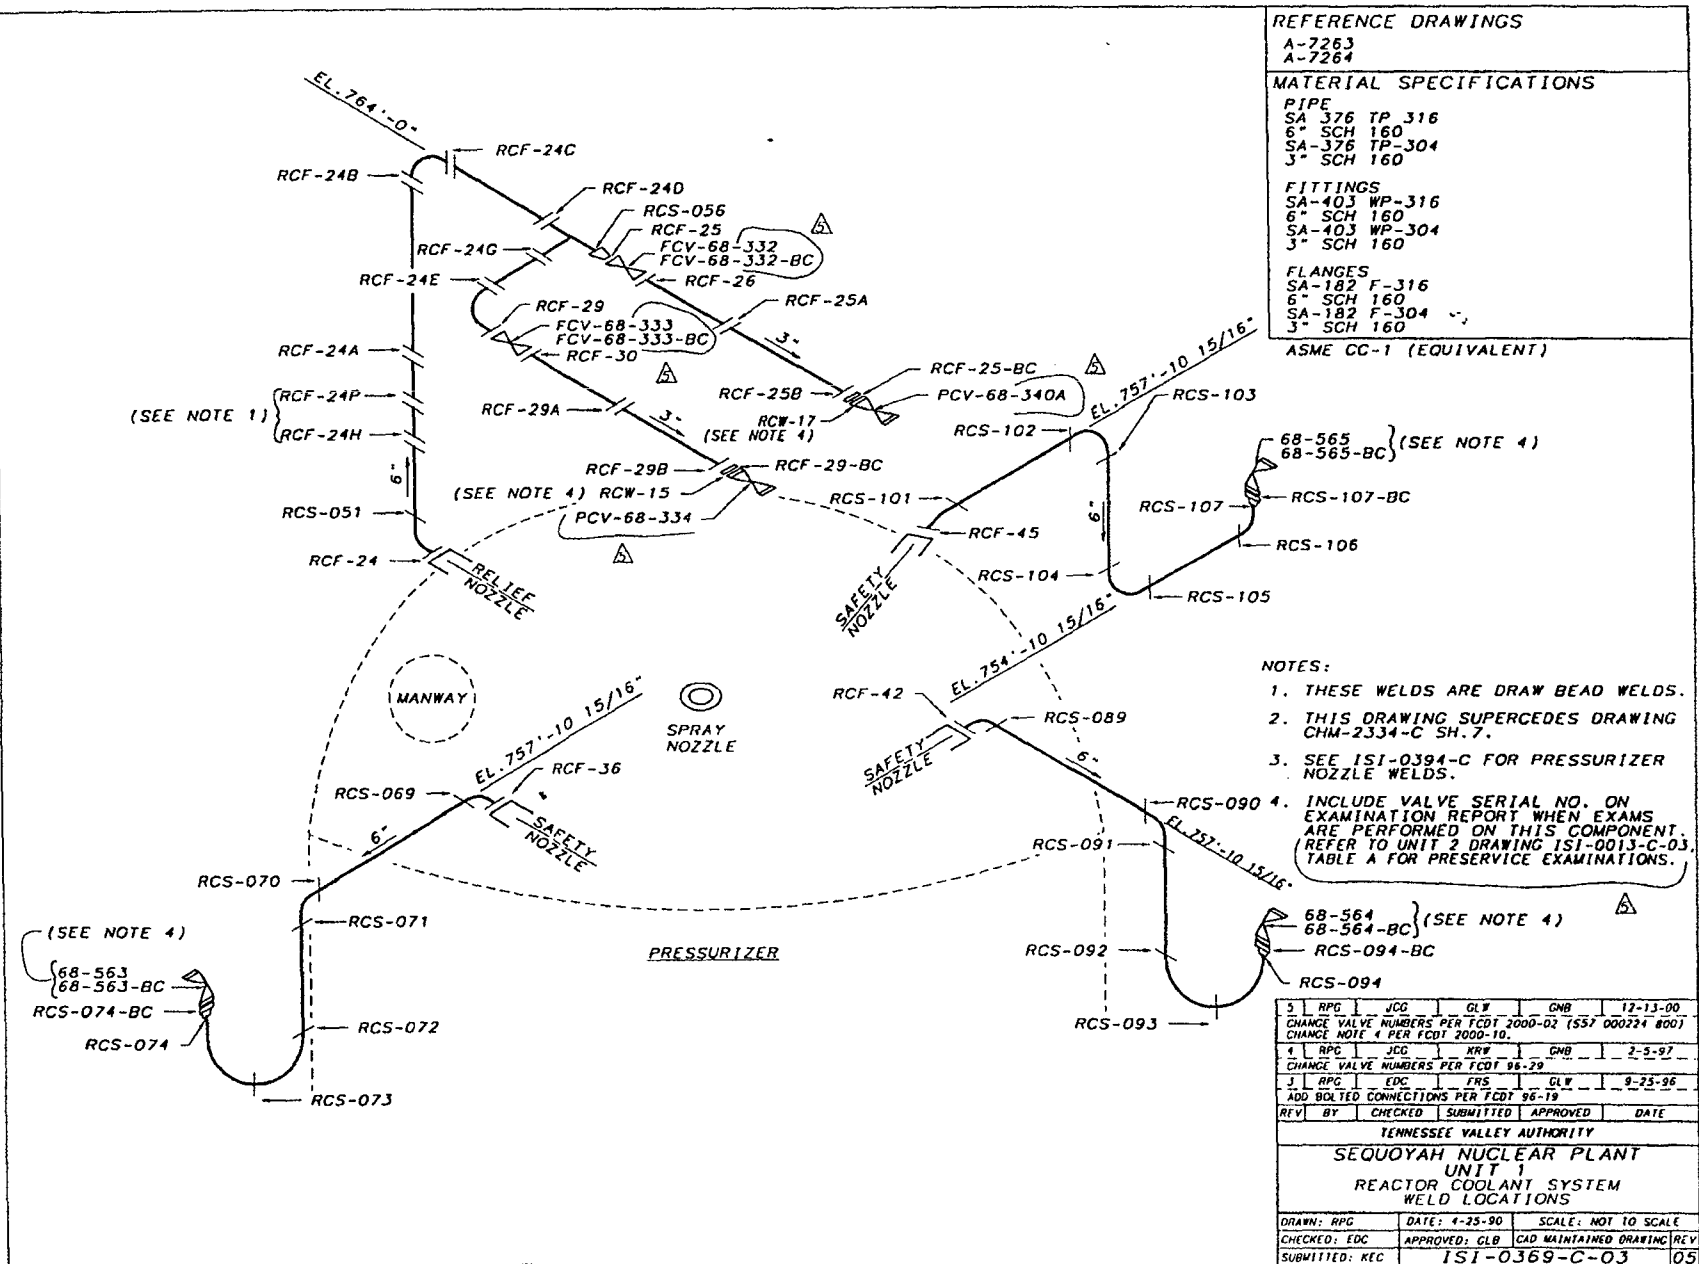 REFERENCE DRAWINGS
A-7263
A-7264
MATERIAL SPECIFICATIONS
PIPE
SA 376 TP 316
6" SCH 160
SA-376 TP-304
3" SCH 160
FITTINGS
SA-403 WP-316
6" SCH 160
SA-403 WP-304
3" SCH 160
FLANGES
SA-182 F-316
6" SCH 160
SA-182 F-304
3" SCH 160
ASME CC-1 (EQUIVALENT)
EL.764'-0"
RCF-24C
RCF-24B
RCF-24D
RCS-056
RCF-25
FCV-68-332
FCV-68-332-BC
5
RCF-24G
RCF-24E
RCF-26
RCF-25A
RCF-29
FCV-68-333
FCV-68-333-BC
RCF-30
5
3"
RCF-24A
RCF-24P
(SEE NOTE 1)
RCF-24H
RCF-29A
3"
RCF-25-BC
RCF-25B
PCV-68-340A
5
RCW-17
(SEE NOTE 4)
6"
RCF-29B
RCF-29-BC
(SEE NOTE 4) RCW-15
PCV-68-334
5
RCS-051
RCF-24
RELIEF
NOZZLE
EL.757'-10 15/16"
RCS-103
RCS-102
68-565
68-565-BC
(SEE NOTE 4)
RCS-101
RCS-107
RCS-107-BC
RCF-45
6"
RCS-106
RCS-104
RCS-105
SAFETY
NOZZLE
EL.754'-10 15/16"
MANWAY
SPRAY
NOZZLE
RCF-42
RCS-089
SAFETY
NOZZLE
6"
RCS-090
EL.757'-10 15/16"
RCS-091
EL.757'-10 15/16"
RCF-36
RCS-069
SAFETY
NOZZLE
6"
RCS-070
RCS-071
(SEE NOTE 4)
68-563
68-563-BC
RCS-074-BC
RCS-074
RCS-072
RCS-073
PRESSURIZER
68-564
68-564-BC
(SEE NOTE 4)
RCS-092
RCS-094-BC
RCS-094
RCS-093
NOTES:
1. THESE WELDS ARE DRAW BEAD WELDS.
2. THIS DRAWING SUPERCEDES DRAWING
CHM-2334-C SH.7.
3. SEE ISI-0394-C FOR PRESSURIZER
NOZZLE WELDS.
4. INCLUDE VALVE SERIAL NO. ON
EXAMINATION REPORT WHEN EXAMS
ARE PERFORMED ON THIS COMPONENT.
REFER TO UNIT 2 DRAWING ISI-0013-C-03,
TABLE A FOR PRESERVICE EXAMINATIONS.
5
5 RPG JCG GLW GNB 12-13-00
CHANGE VALVE NUMBERS PER FCDT 2000-02 (S57 000224 800)
CHANGE NOTE 4 PER FCDT 2000-10.
4 RPG JCG KRW GNB 2-5-97
CHANGE VALVE NUMBERS PER FCDT 96-29
3 RPG EDC FRS GLW 9-25-96
ADD BOLTED CONNECTIONS PER FCDT 96-19
REV BY CHECKED SUBMITTED APPROVED DATE
TENNESSEE VALLEY AUTHORITY
SEQUOYAH NUCLEAR PLANT
UNIT 1
REACTOR COOLANT SYSTEM
WELD LOCATIONS
DRAWN: RPG DATE: 4-25-90 SCALE: NOT TO SCALE
CHECKED: EDC APPROVED: GLB CAD MAINTAINED DRAWING REV
SUBMITTED: KEC ISI-0369-C-03 05